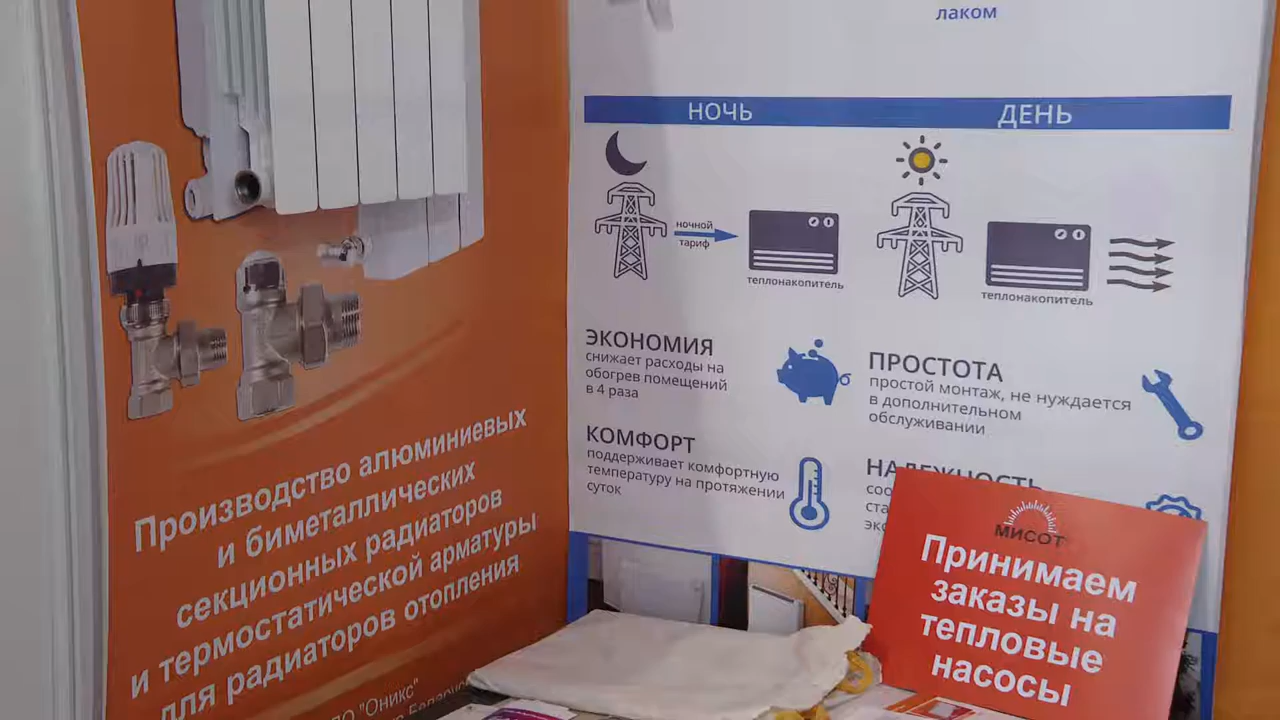 Производство алюминиевых
и биметаллических
секционных радиаторов
и термостатической арматуры
для радиаторов отопления
"Оникс"
лаком
НОЧЬ
ДЕНЬ
ночной
тариф
теплонакопитель
теплонакопитель
ЭКОНОМИЯ
снижает расходы на
обогрев помещений
в 4 раза
ПРОСТОТА
простой монтаж, не нуждается
в дополнительном
обслуживании
КОМФОРТ
поддерживает комфортную
температуру на протяжении
суток
НАДЕЖНОСТЬ
МИСОТ
Принимаем
заказы на
тепловые
насосы